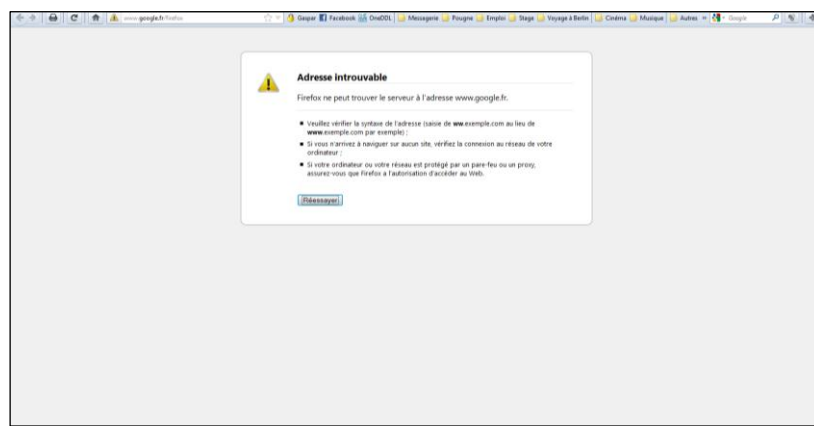 www.google.fr/firefox
Gaspar Facebook OneDDL Messagerie Pougne Emploi Stage Voyage à Berlin Cinéma Musique Autres Google
Adresse introuvable
Firefox ne peut trouver le serveur à l'adresse www.google.fr.
Veuillez vérifier la syntaxe de l'adresse (saisie de ww.exemple.com au lieu de
www.exemple.com par exemple) ;
Si vous n'arrivez à naviguer sur aucun site, vérifiez la connexion au réseau de votre
ordinateur ;
Si votre ordinateur ou votre réseau est protégé par un pare-feu ou un proxy,
assurez-vous que Firefox a l'autorisation d'accéder au Web.
Réessayer